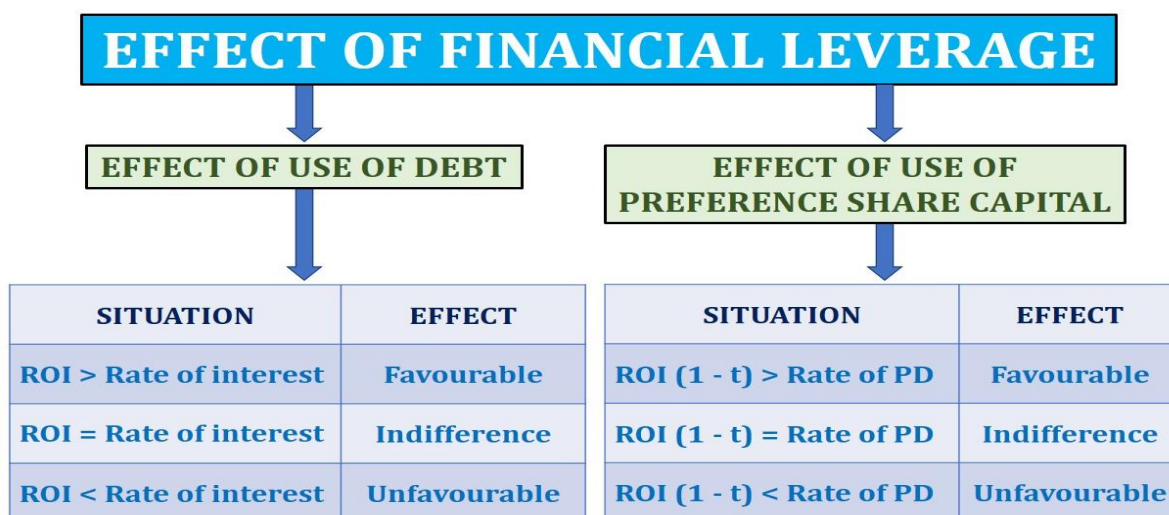 EFFECT OF FINANCIAL LEVERAGE
EFFECT OF USE OF DEBT
SITUATION EFFECT
ROI > Rate of interest Favourable
ROI = Rate of interest Indifference
ROI < Rate of interest Unfavourable
EFFECT OF USE OF
PREFERENCE SHARE CAPITAL
SITUATION EFFECT
ROI (1 - t) > Rate of PD Favourable
ROI (1 - t) = Rate of PD Indifference
ROI (1 - t) < Rate of PD Unfavourable